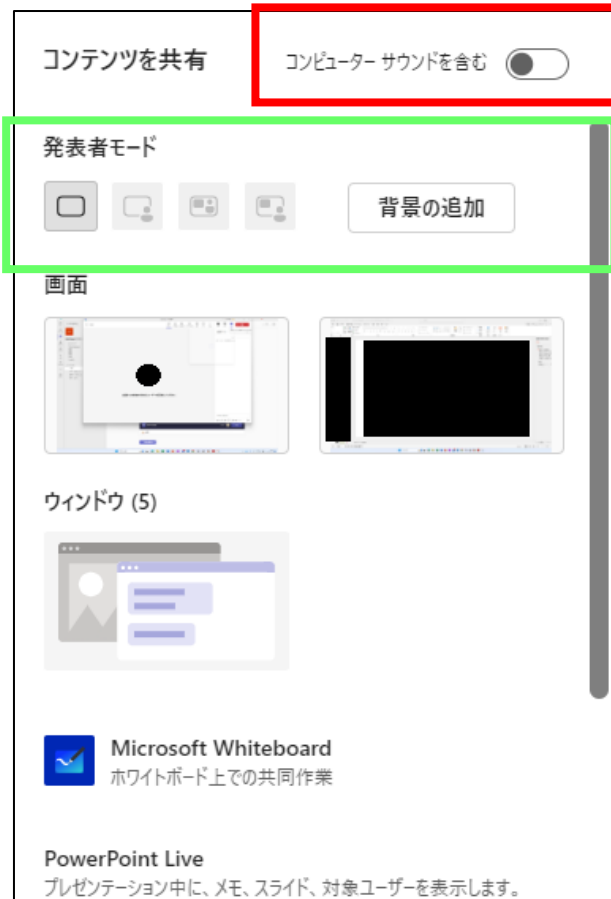 コンテンツを共有
コンピューター サウンドを含む
発表者モード
背景の追加
画面
ウィンドウ (5)
Microsoft Whiteboard
ホワイトボード上での共同作業
PowerPoint Live
プレゼンテーション中に、メモ、スライド、対象ユーザーを表示します。